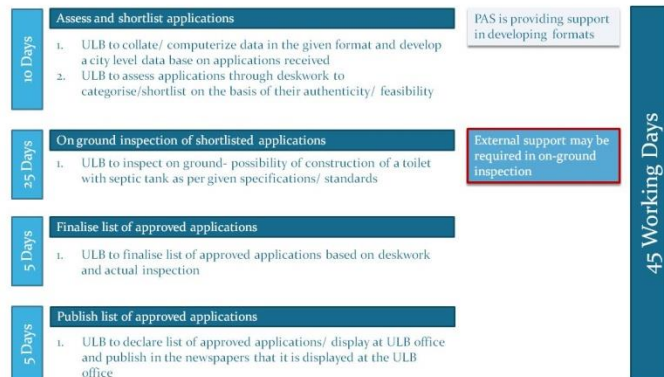 10 Days
Assess and shortlist applications
1. ULB to collate/ computerize data in the given format and develop
a city level data base on applications received
2. ULB to assess applications through deskwork to
categorise/shortlist on the basis of their authenticity/ feasibility
PAS is providing support
in developing formats
25 Days
On ground inspection of shortlisted applications
1. ULB to inspect on ground- possibility of construction of a toilet
with septic tank as per given specifications/ standards
External support may be
required in on-ground
inspection
5 Days
Finalise list of approved applications
1. ULB to finalise list of approved applications based on deskwork
and actual inspection
5 Days
Publish list of approved applications
1. ULB to declare list of approved applications/ display at ULB office
and publish in the newspapers that it is displayed at the ULB
office
45 Working Days